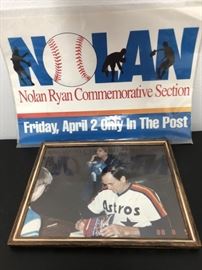 NOLAN
Nolan Ryan Commemorative Section
Friday, April 2 Only In The Post
Astros